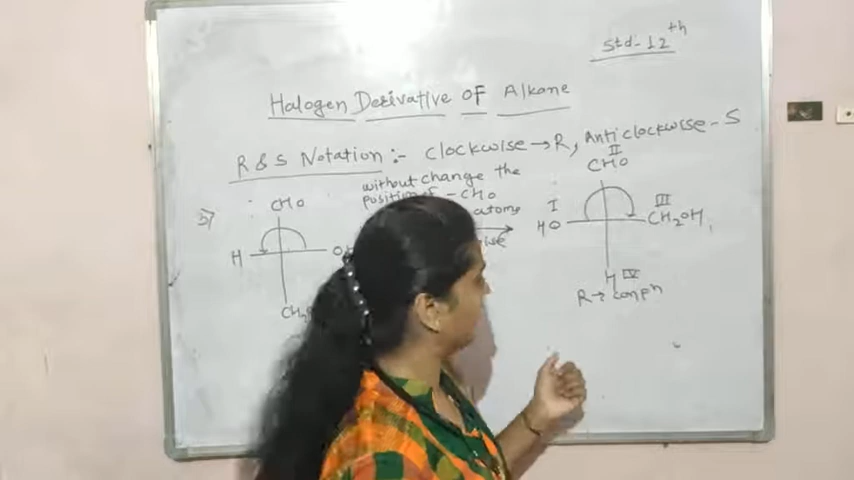 Std - 12th
Halogen Derivative of Alkane
R & S Notation :- Clockwise → R, Anticlockwise - S
without change the
position of - CHO
atoms
5)
CHO
H
CHO
II
I
HO
III
CH2OH
H IV
R →